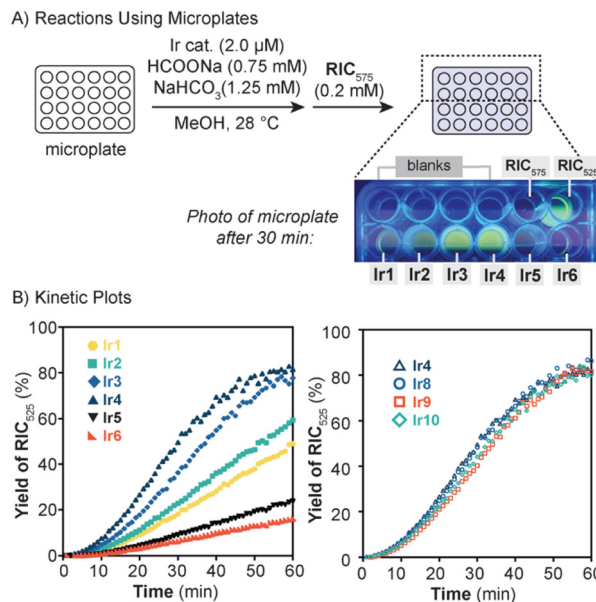 A) Reactions Using Microplates
Ir cat. (2.0 μM)
HCOONa (0.75 mM)
NaHCO3(1.25 mM)
MeOH, 28 °C
RIC575
(0.2 mM)
microplate
blanks
RIC575
RIC525
Photo of microplate
after 30 min:
Ir1
Ir2
Ir3
Ir4
Ir5
Ir6
B) Kinetic Plots
Yield of RIC525 (%)
100
80
60
40
20
0
Ir1
Ir2
Ir3
Ir4
Ir5
Ir6
0 10 20 30 40 50 60
Time (min)
Yield of RIC525 (%)
100
80
60
40
20
0
Ir4
Ir8
Ir9
Ir10
0 10 20 30 40 50 60
Time (min)